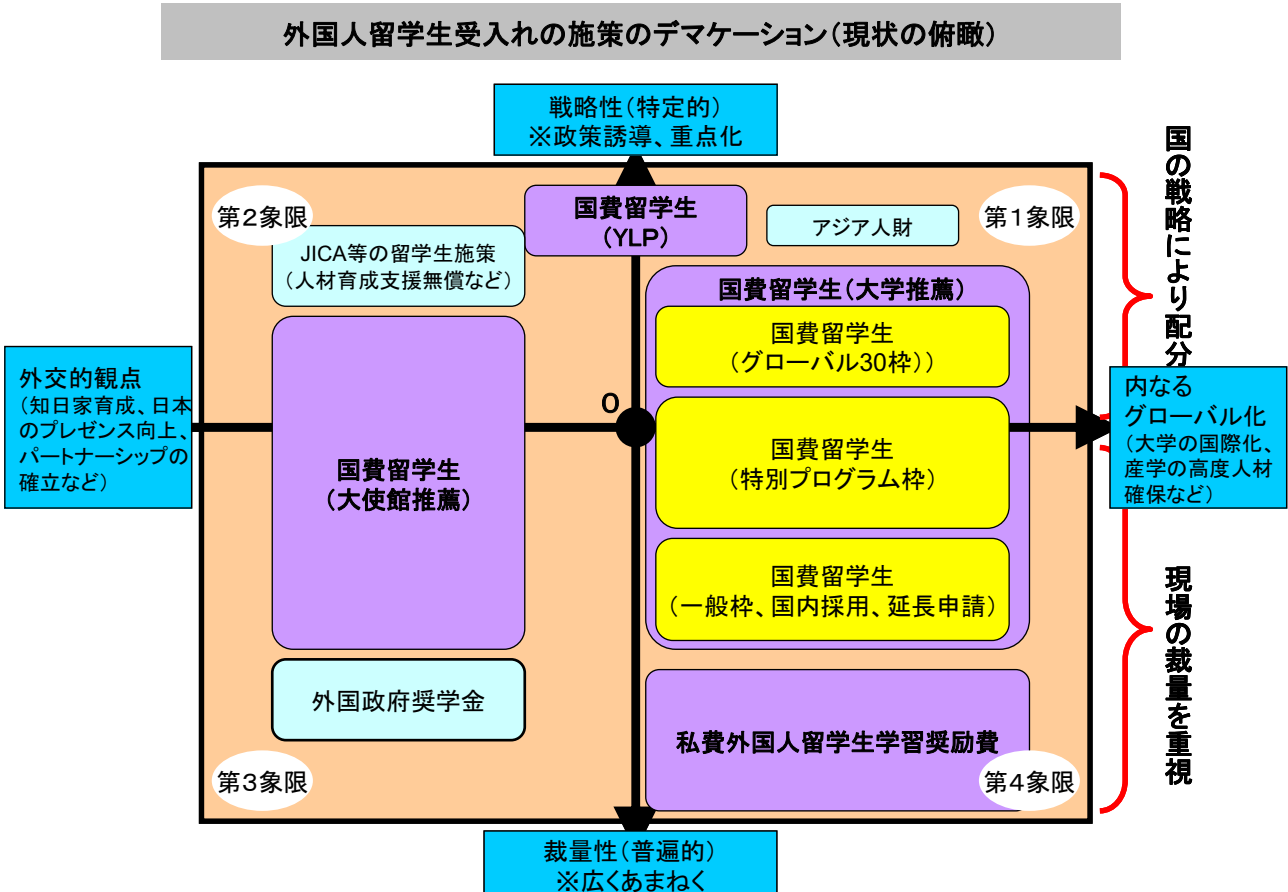 外国人留学生受入れの施策のデマケーション(現状の俯瞰)
戦略性(特定的)
※政策誘導、重点化
国の戦略により配分
第2象限
国費留学生
(YLP)
アジア人財
第1象限
JICA等の留学生施策
(人材育成支援無償など)
国費留学生(大学推薦)
国費留学生
(グローバル30枠))
外交的観点
(知日家育成、日本
のプレゼンス向上、
パートナーシップの
確立など)
0
国費留学生
(大使館推薦)
国費留学生
(特別プログラム枠)
内なる
グローバル化
(大学の国際化、
産学の高度人材
確保など)
国費留学生
(一般枠、国内採用、延長申請)
現場の裁量を重視
外国政府奨学金
私費外国人留学生学習奨励費
第3象限
第4象限
裁量性(普遍的)
※広くあまねく